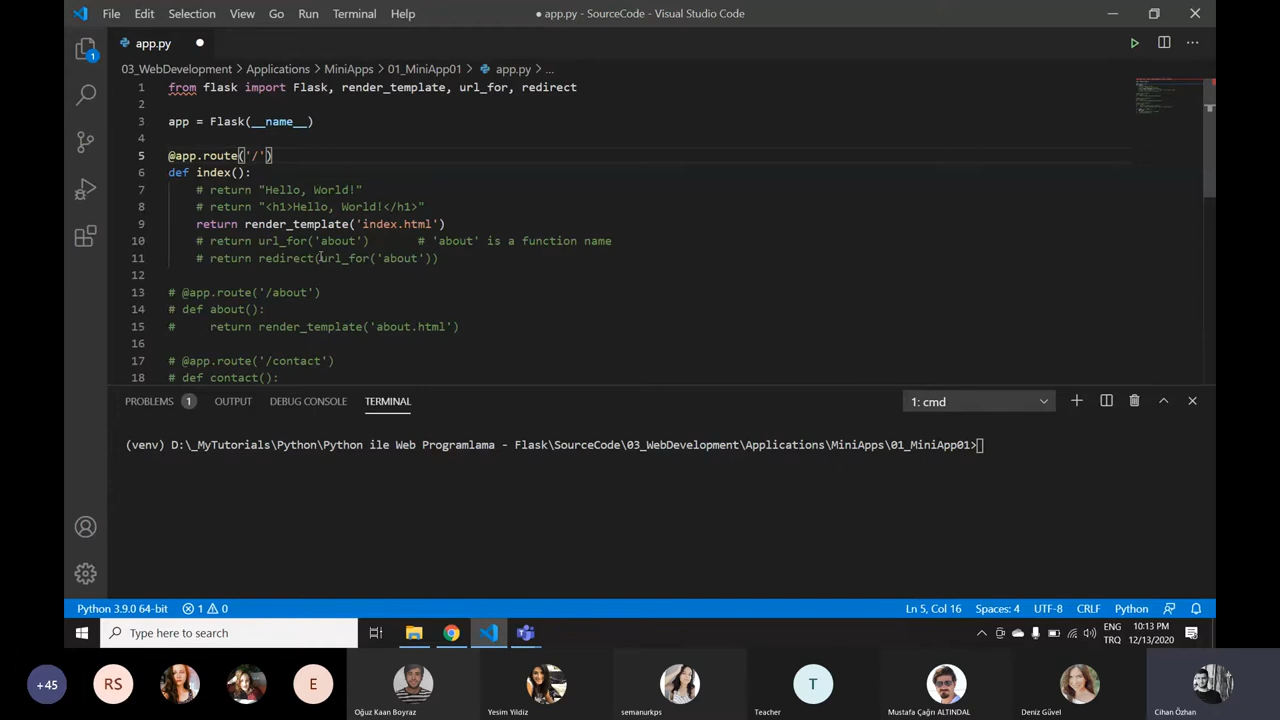 File Edit Selection View Go Run Terminal Help
● app.py - SourceCode - Visual Studio Code
app.py
03_WebDevelopment > Applications > MiniApps > 01_MiniApp01 > app.py > ...
1 from flask import Flask, render_template, url_for, redirect
2
3 app = Flask(__name__)
4
5 @app.route('/')
6 def index():
7 # return "Hello, World!"
8 # return "<h1>Hello, World!</h1>"
9 return render_template('index.html')
10 # return url_for('about') # 'about' is a function name
11 # return redirect(url_for('about'))
12
13 # @app.route('/about')
14 # def about():
15 # return render_template('about.html')
16
17 # @app.route('/contact')
18 # def contact():
1
PROBLEMS 1 OUTPUT DEBUG CONSOLE TERMINAL
1: cmd
(venv) D:\_MyTutorials\Python\Python ile Web Programlama - Flask\SourceCode\03_WebDevelopment\Applications\MiniApps\01_MiniApp01>
Python 3.9.0 64-bit 1 0
Ln 5, Col 16 Spaces: 4 UTF-8 CRLF Python
Type here to search
ENG
TRQ
10:13 PM
12/13/2020
+45
RS
E
T
Oğuz Kaan Boyraz
Yesim Yildiz
semanurkps
Teacher
Mustafa Çağrı ALTINDAL
Deniz Güvel
Cihan Özhan